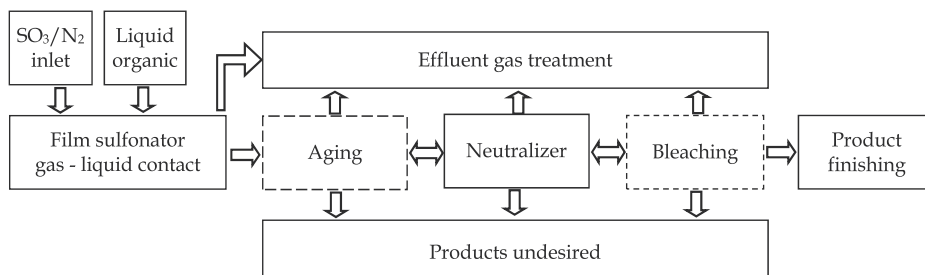 SO₃/N₂
inlet
Liquid
organic
Effluent gas treatment
Film sulfonator
gas - liquid contact
Aging
Neutralizer
Bleaching
Product
finishing
Products undesired